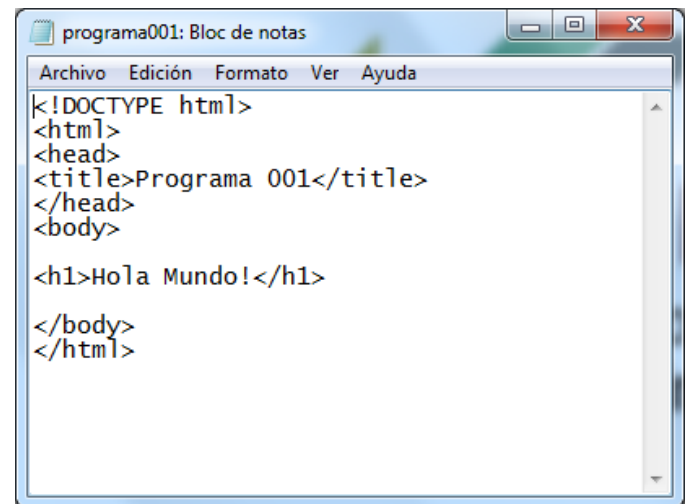 programa001: Bloc de notas
Archivo Edición Formato Ver Ayuda
<!DOCTYPE html>
<html>
<head>
<title>Programa 001</title>
</head>
<body>
<h1>Hola Mundo!</h1>
</body>
</html>